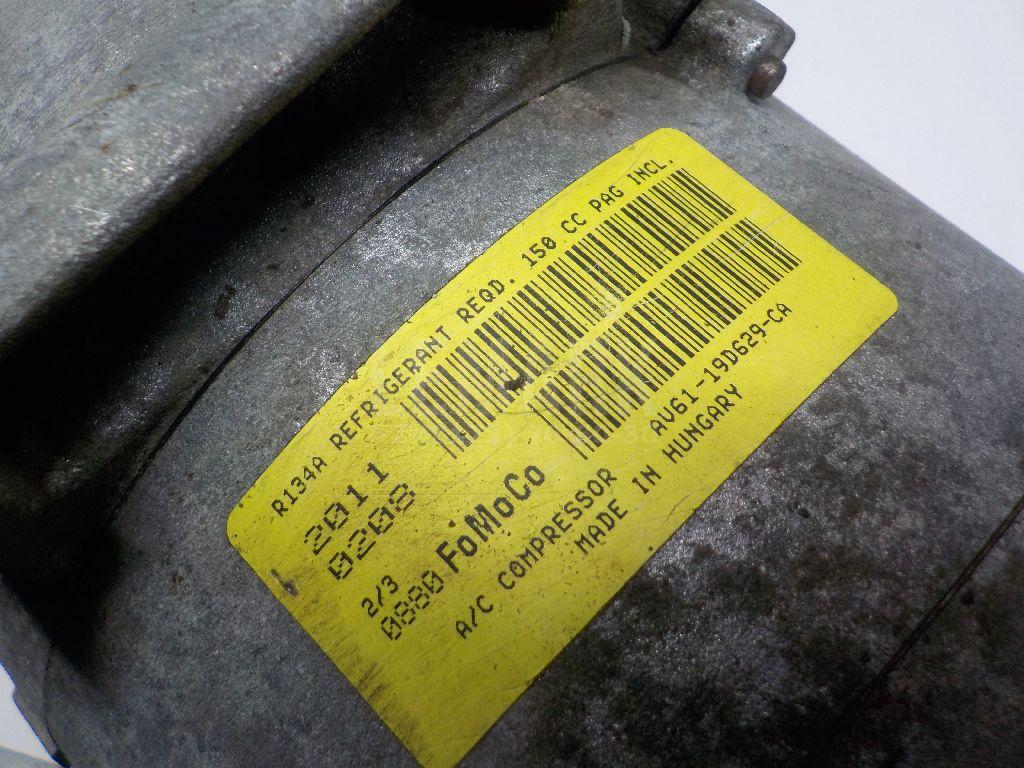 R134A REFRIGERANT REQD. 150 CC PAG INCL.
2011
0208
2/3
0880 FoMoCo
AV61-19D629-CA
A/C COMPRESSOR
MADE IN HUNGARY